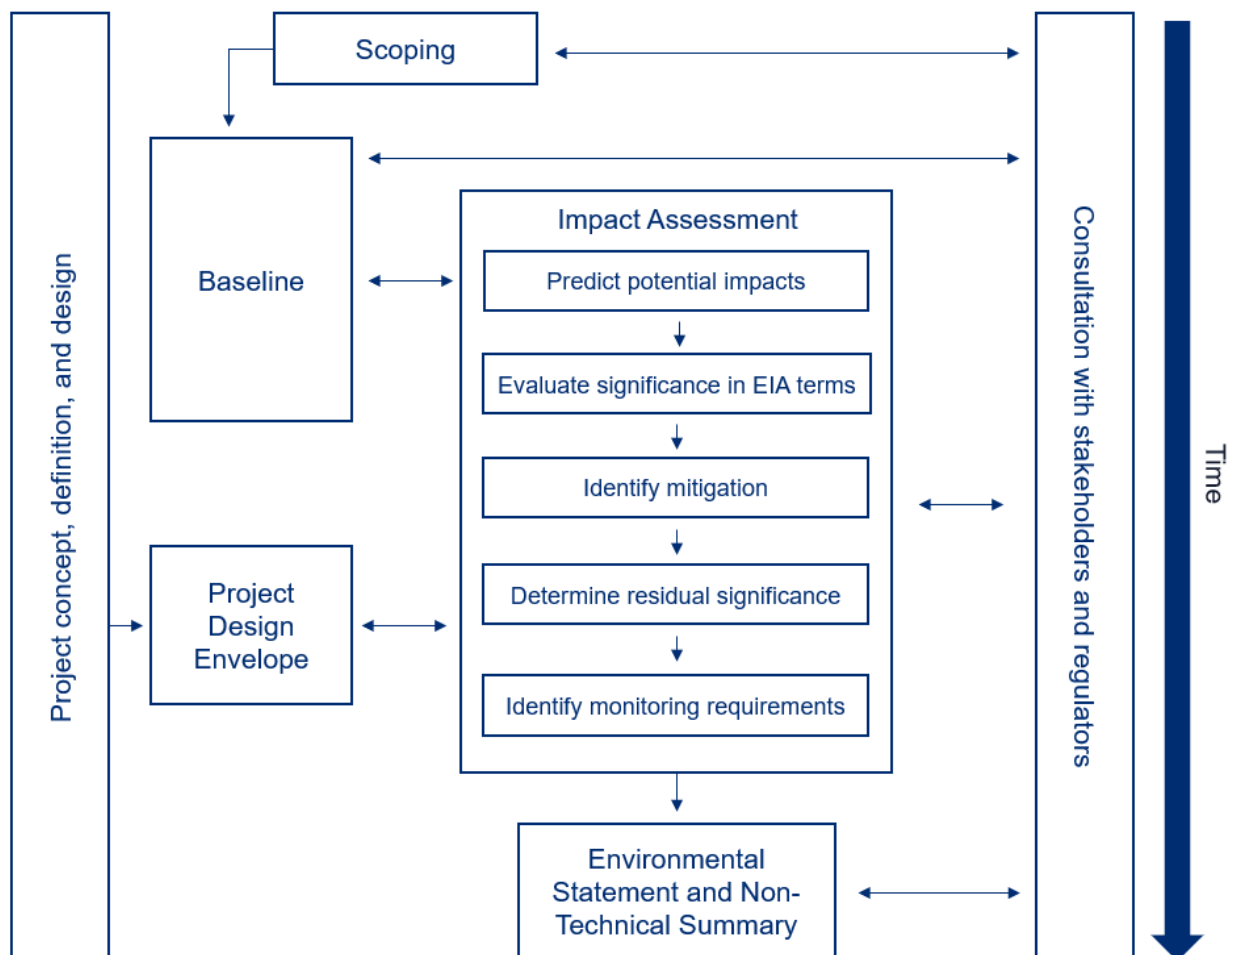 Scoping
Project concept, definition, and design
Baseline
Impact Assessment
Predict potential impacts
Evaluate significance in EIA terms
Identify mitigation
Determine residual significance
Identify monitoring requirements
Project
Design
Envelope
Environmental
Statement and Non-
Technical Summary
Consultation with stakeholders and regulators
Time